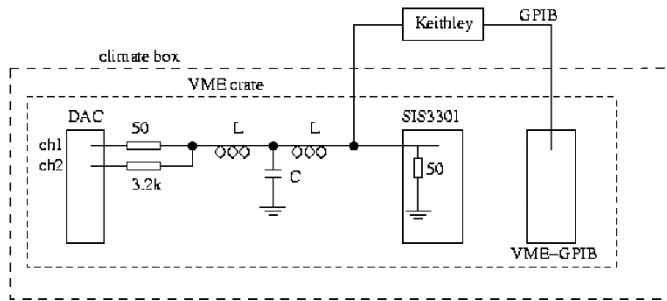 Keithley
GPIB
climate box
VME crate
DAC
SIS3301
ch1
50
L
L
ch2
3.2k
C
50
VME-GPIB